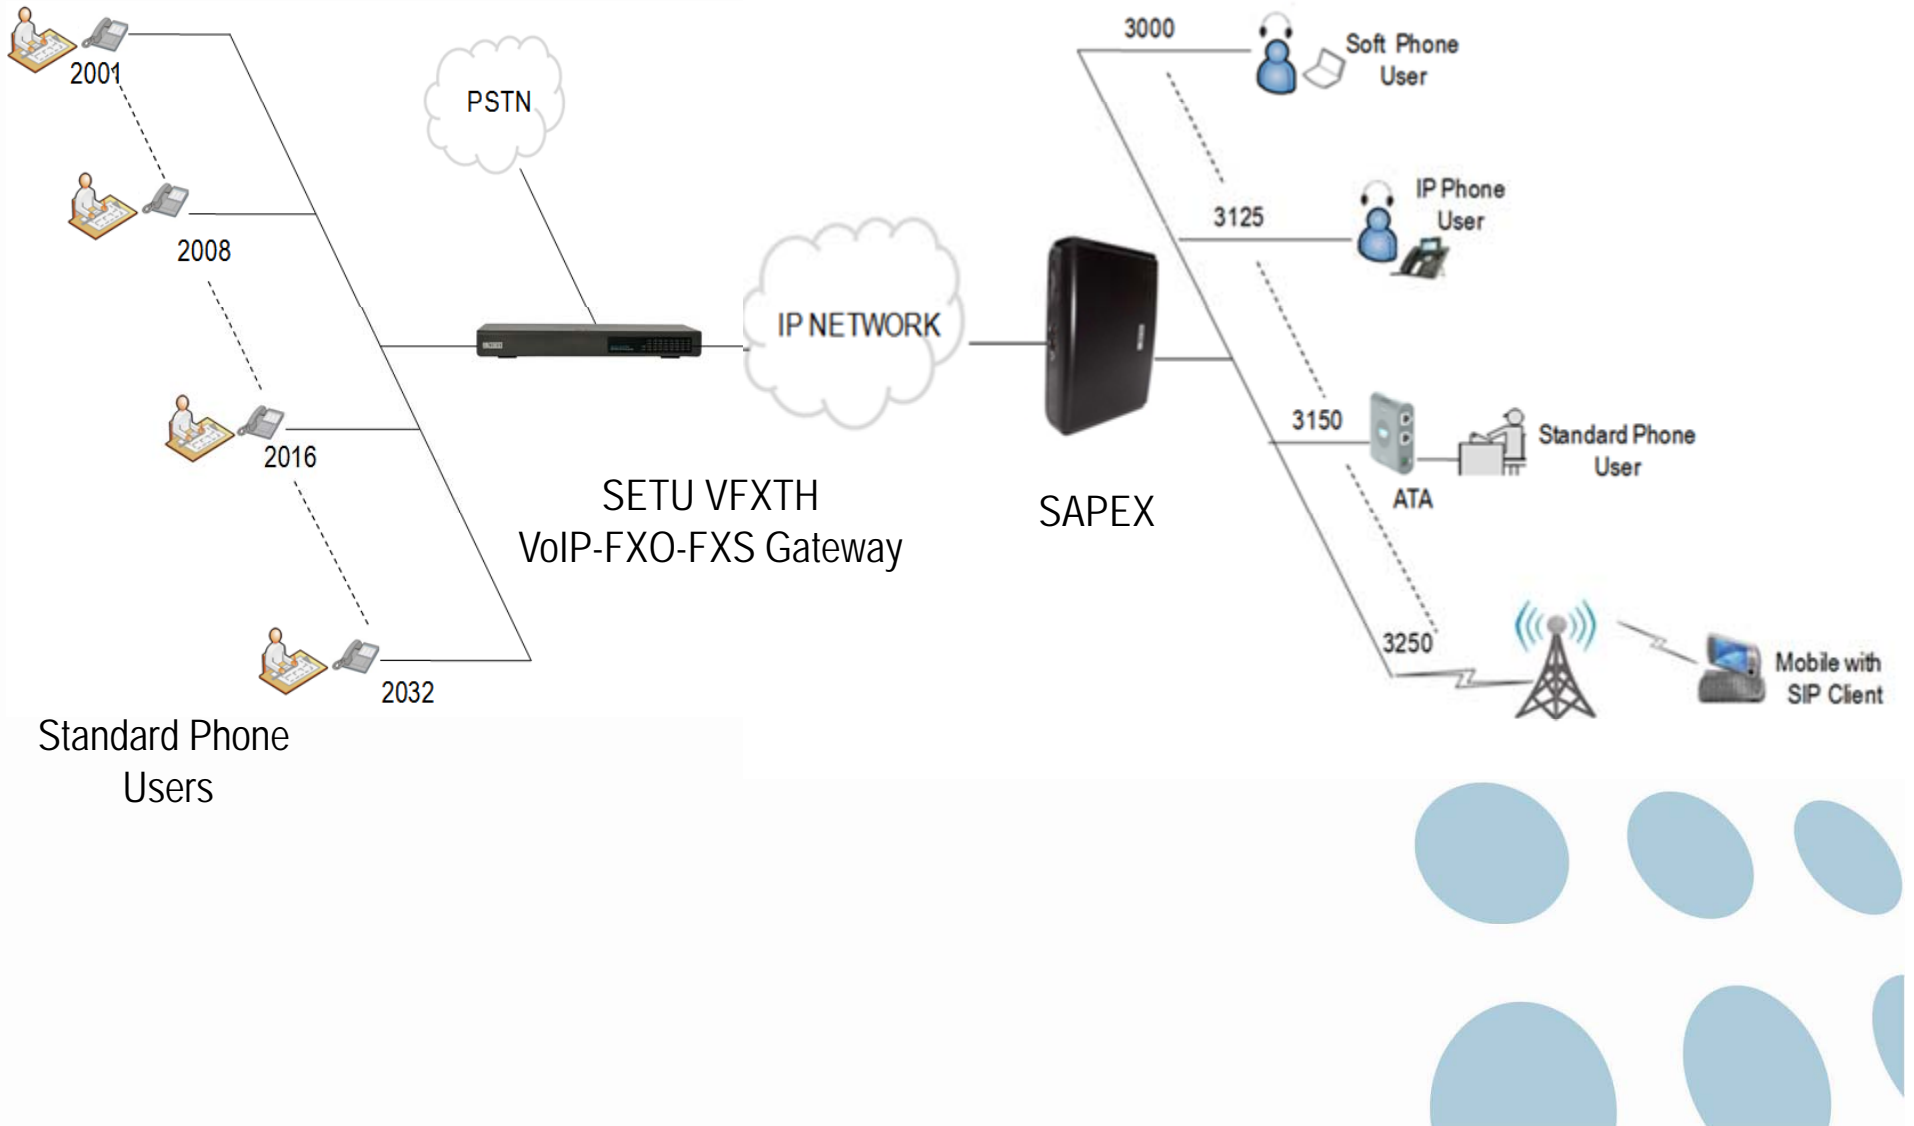 2001
2008
2016
2032
Standard Phone
Users
PSTN
SETU VFXTH
VoIP-FXO-FXS Gateway
IP NETWORK
SAPEX
3000
Soft Phone
User
3125
IP Phone
User
3150
ATA
Standard Phone
User
3250
Mobile with
SIP Client